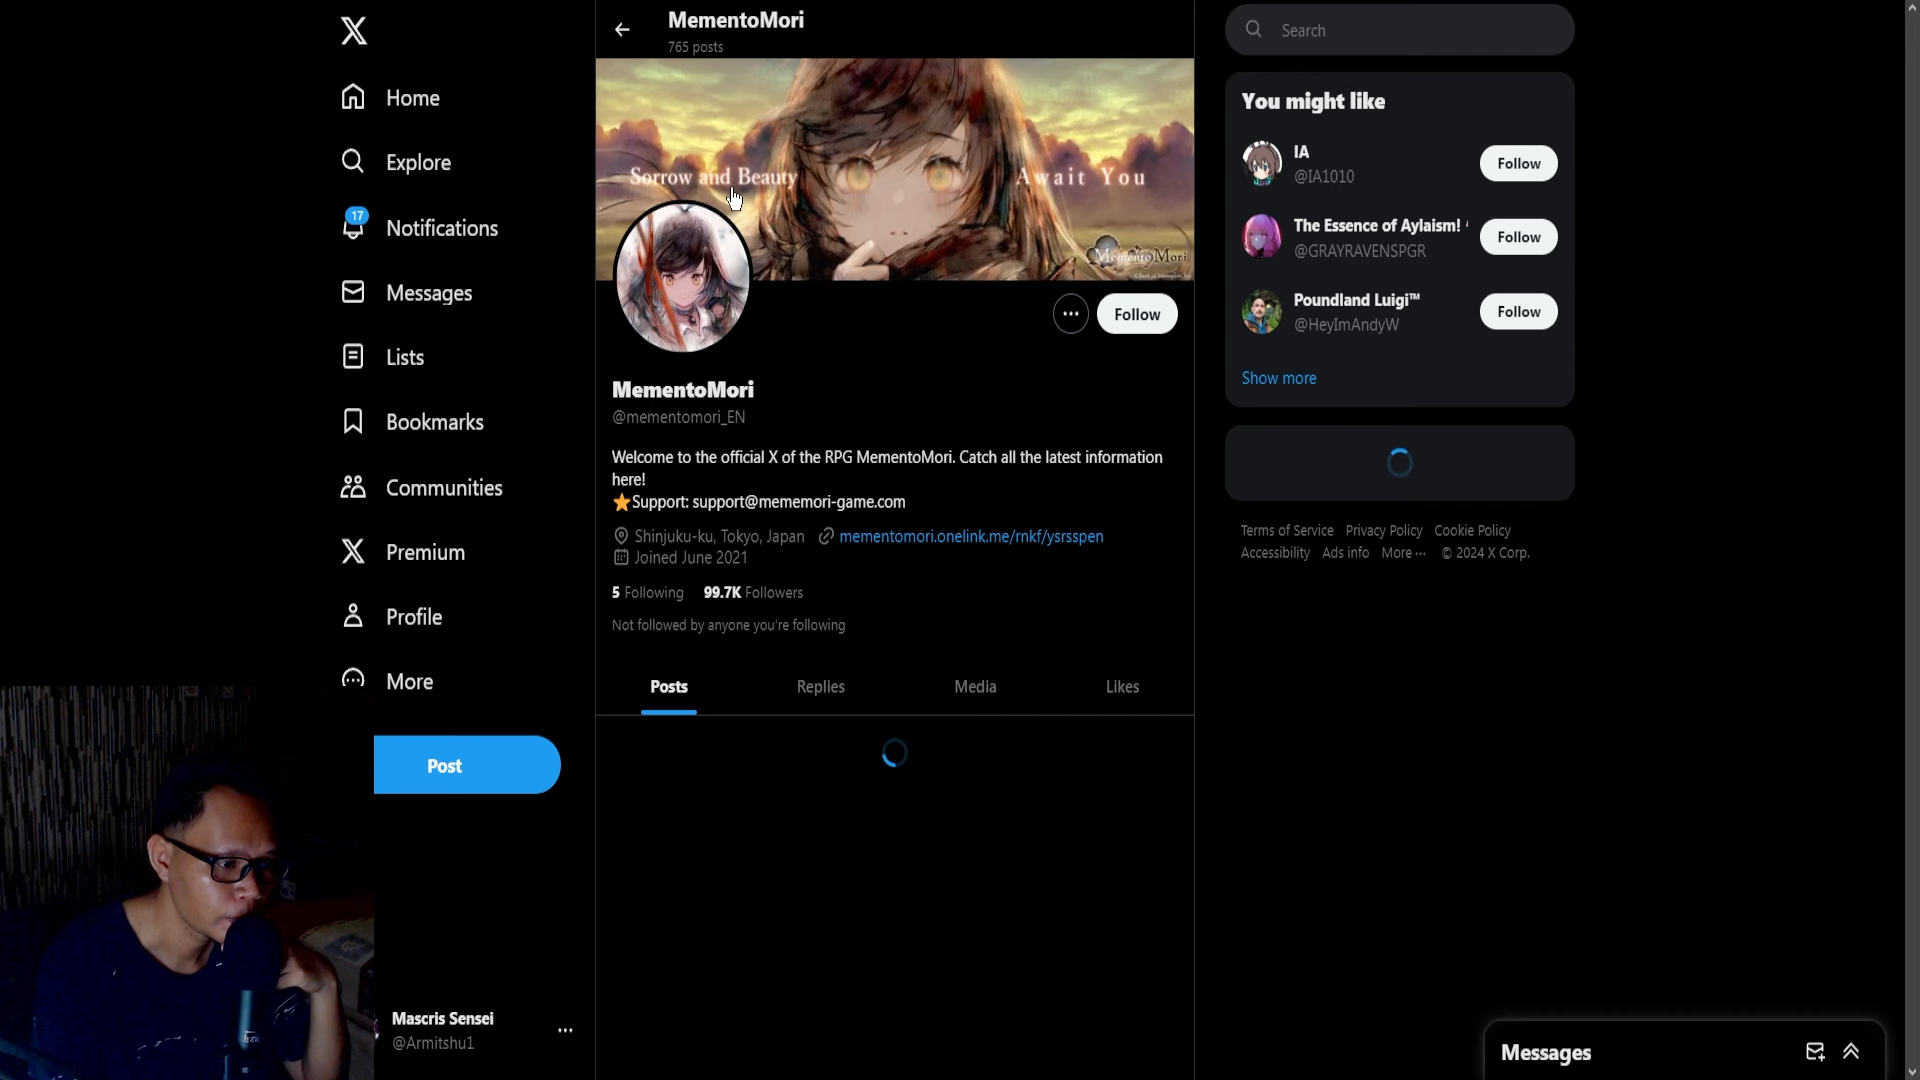 Home
Explore
17
Notifications
Messages
Lists
Bookmarks
Communities
Premium
Profile
More
Post
Mascris Sensei
@Armitshu1
MementoMori
765 posts
Sorrow and Beauty
Await You
MementoMori
Follow
MementoMori
@mementomori_EN
Welcome to the official X of the RPG MementoMori. Catch all the latest information
here!
⭐Support: support@mememori-game.com
Shinjuku-ku, Tokyo, Japan mementomori.onelink.me/rnkf/ysrsspen
Joined June 2021
5 Following 99.7K Followers
Not followed by anyone you're following
Posts Replies Media Likes
Search
You might like
IA
@IA1010
Follow
The Essence of Aylaism!
@GRAYRAVENSPGR
Follow
Poundland Luigi™
@HeyImAndyW
Follow
Show more
Terms of Service Privacy Policy Cookie Policy
Accessibility Ads info More ··· © 2024 X Corp.
Messages